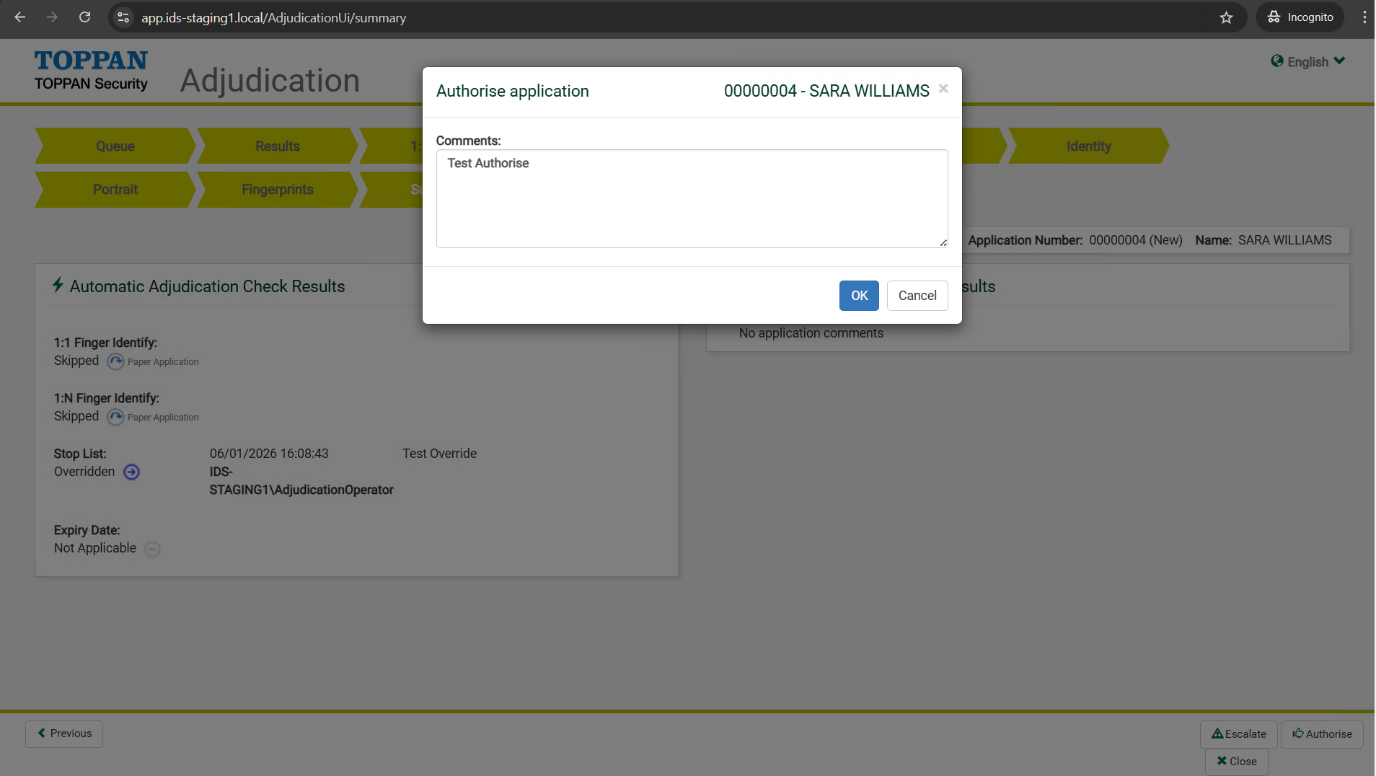 app.ids-staging1.local/AdjudicationUi/summary
Incognito
TOPPAN
TOPPAN Security
Adjudication
English
Authorise application
00000004 - SARA WILLIAMS
×
Comments:
Test Authorise
OK
Cancel
Queue
Results
1:
Identity
Portrait
Fingerprints
Application Number: 00000004 (New) Name: SARA WILLIAMS
Automatic Adjudication Check Results
1:1 Finger Identify:
Skipped Paper Application
1:N Finger Identify:
Skipped Paper Application
Stop List: 06/01/2026 16:08:43 Test Override
Overridden IDS-
STAGING1\AdjudicationOperator
Expiry Date:
Not Applicable
sults
No application comments
Previous
Escalate
Authorise
Close